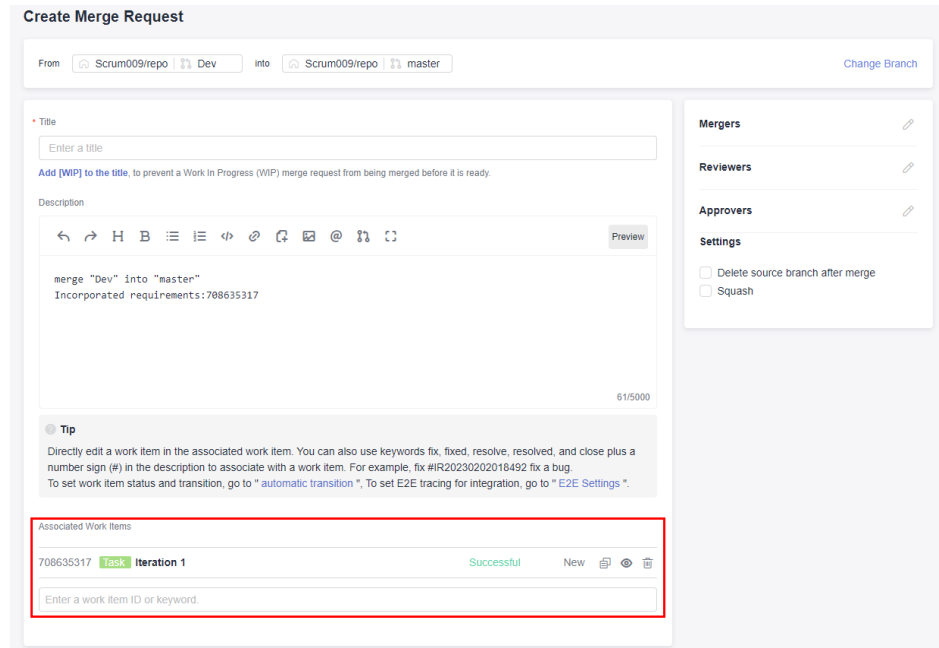 Create Merge Request
From Scrum009/repo Dev into Scrum009/repo master Change Branch
* Title
Enter a title
Add [WIP] to the title, to prevent a Work In Progress (WIP) merge request from being merged before it is ready.
Description
H B @ Preview
merge "Dev" into "master"
Incorporated requirements:708635317
61/5000
Tip
Directly edit a work item in the associated work item. You can also use keywords fix, fixed, resolve, resolved, and close plus a
number sign (#) in the description to associate with a work item. For example, fix #IR20230202018492 fix a bug.
To set work item status and transition, go to " automatic transition ", To set E2E tracing for integration, go to " E2E Settings ".
Associated Work Items
708635317 Task Iteration 1 Successful New
Enter a work item ID or keyword.
Mergers
Reviewers
Approvers
Settings
Delete source branch after merge
Squash